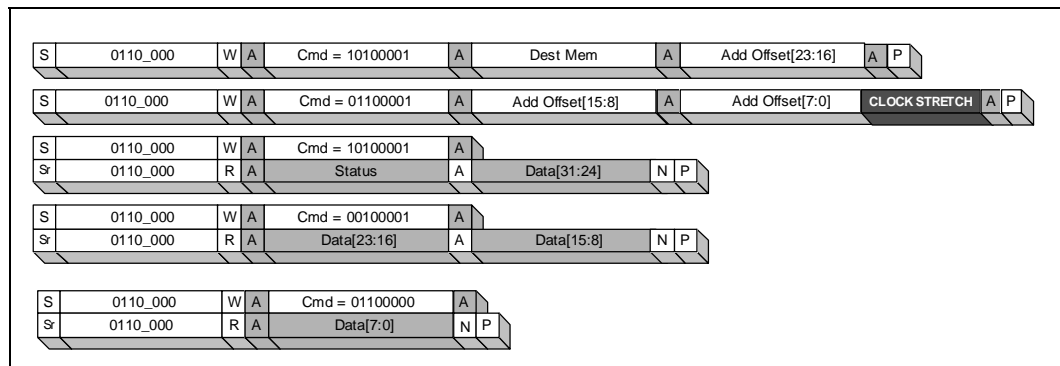 S 0110_000 W A Cmd = 10100001 A Dest Mem A Add Offset[23:16] A P
S 0110_000 W A Cmd = 01100001 A Add Offset[15:8] A Add Offset[7:0] CLOCK STRETCH A P
S 0110_000 W A Cmd = 10100001 A
Sr 0110_000 R A Status A Data[31:24] N P
S 0110_000 W A Cmd = 00100001 A
Sr 0110_000 R A Data[23:16] A Data[15:8] N P
S 0110_000 W A Cmd = 01100000 A
Sr 0110_000 R A Data[7:0] N P